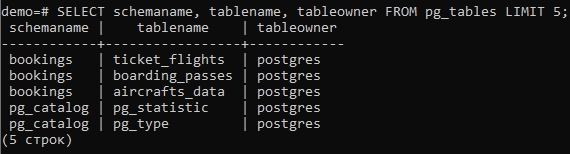 demo=# SELECT schemaname, tablename, tableowner FROM pg_tables LIMIT 5;
 schemaname |    tablename    | tableowner
------------+-----------------+------------
 bookings   | ticket_flights  | postgres
 bookings   | boarding_passes | postgres
 bookings   | aircrafts_data  | postgres
 pg_catalog | pg_statistic    | postgres
 pg_catalog | pg_type         | postgres
(5 строк)